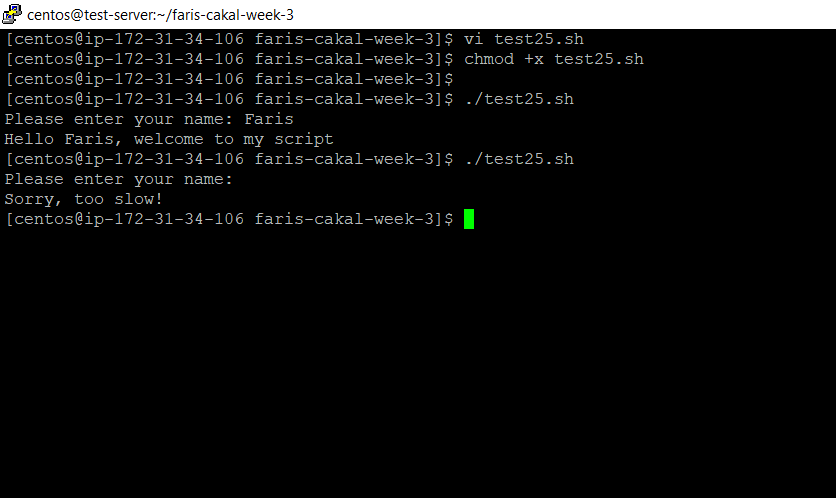 centos@test-server:~/faris-cakal-week-3
[centos@ip-172-31-34-106 faris-cakal-week-3]$ vi test25.sh
[centos@ip-172-31-34-106 faris-cakal-week-3]$ chmod +x test25.sh
[centos@ip-172-31-34-106 faris-cakal-week-3]$
[centos@ip-172-31-34-106 faris-cakal-week-3]$ ./test25.sh
Please enter your name: Faris
Hello Faris, welcome to my script
[centos@ip-172-31-34-106 faris-cakal-week-3]$ ./test25.sh
Please enter your name:
Sorry, too slow!
[centos@ip-172-31-34-106 faris-cakal-week-3]$